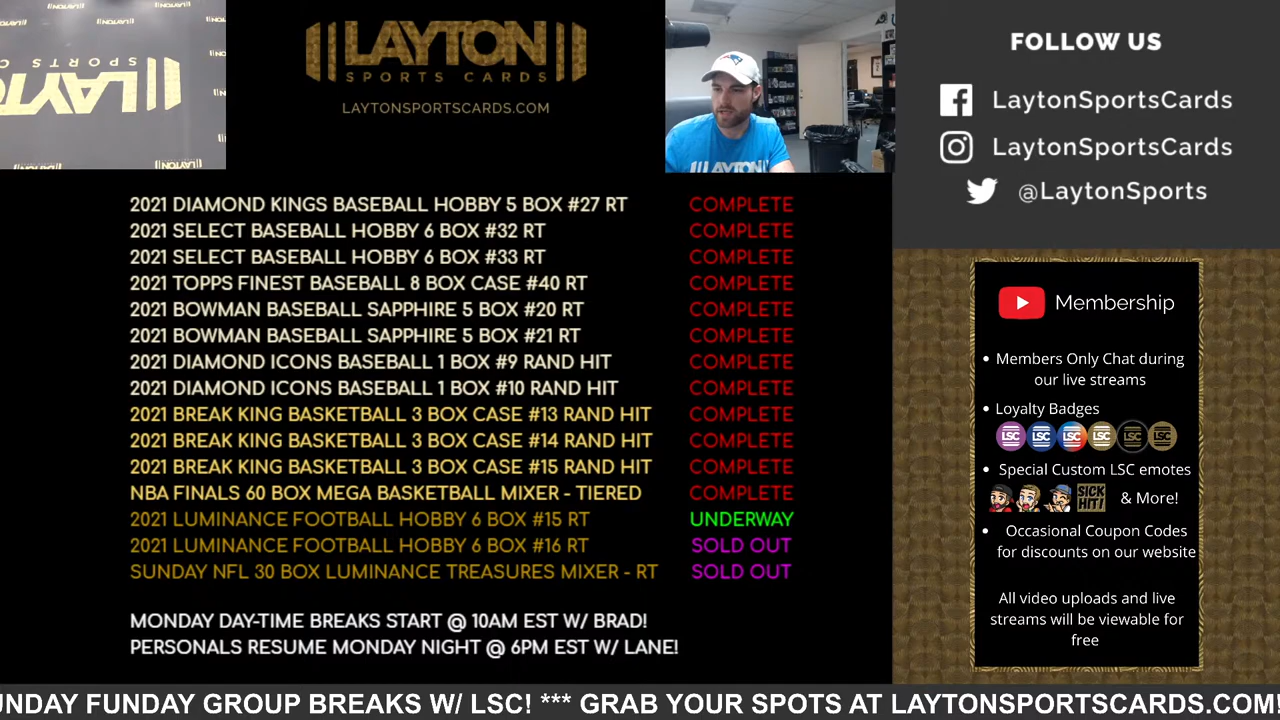 LAYTON
SPORTS CARDS
LAYTONSPORTSCARDS.COM
LAYTON
FOLLOW US
LaytonSportsCards
LaytonSportsCards
@LaytonSports
2021 DIAMOND KINGS BASEBALL HOBBY 5 BOX #27 RT COMPLETE
2021 SELECT BASEBALL HOBBY 6 BOX #32 RT COMPLETE
2021 SELECT BASEBALL HOBBY 6 BOX #33 RT COMPLETE
2021 TOPPS FINEST BASEBALL 8 BOX CASE #40 RT COMPLETE
2021 BOWMAN BASEBALL SAPPHIRE 5 BOX #20 RT COMPLETE
2021 BOWMAN BASEBALL SAPPHIRE 5 BOX #21 RT COMPLETE
2021 DIAMOND ICONS BASEBALL 1 BOX #9 RAND HIT COMPLETE
2021 DIAMOND ICONS BASEBALL 1 BOX #10 RAND HIT COMPLETE
2021 BREAK KING BASKETBALL 3 BOX CASE #13 RAND HIT COMPLETE
2021 BREAK KING BASKETBALL 3 BOX CASE #14 RAND HIT COMPLETE
2021 BREAK KING BASKETBALL 3 BOX CASE #15 RAND HIT COMPLETE
NBA FINALS 60 BOX MEGA BASKETBALL MIXER - TIERED COMPLETE
2021 LUMINANCE FOOTBALL HOBBY 6 BOX #15 RT UNDERWAY
2021 LUMINANCE FOOTBALL HOBBY 6 BOX #16 RT SOLD OUT
SUNDAY NFL 30 BOX LUMINANCE TREASURES MIXER - RT SOLD OUT
MONDAY DAY-TIME BREAKS START @ 10AM EST W/ BRAD!
PERSONALS RESUME MONDAY NIGHT @ 6PM EST W/ LANE!
Membership
• Members Only Chat during
our live streams
• Loyalty Badges
LSC LSC LSC LSC LSC LSC
• Special Custom LSC emotes
SICK HIT! & More!
• Occasional Coupon Codes
for discounts on our website
All video uploads and live
streams will be viewable for
free
UNDAY FUNDAY GROUP BREAKS W/ LSC! *** GRAB YOUR SPOTS AT LAYTONSPORTSCARDS.COM!